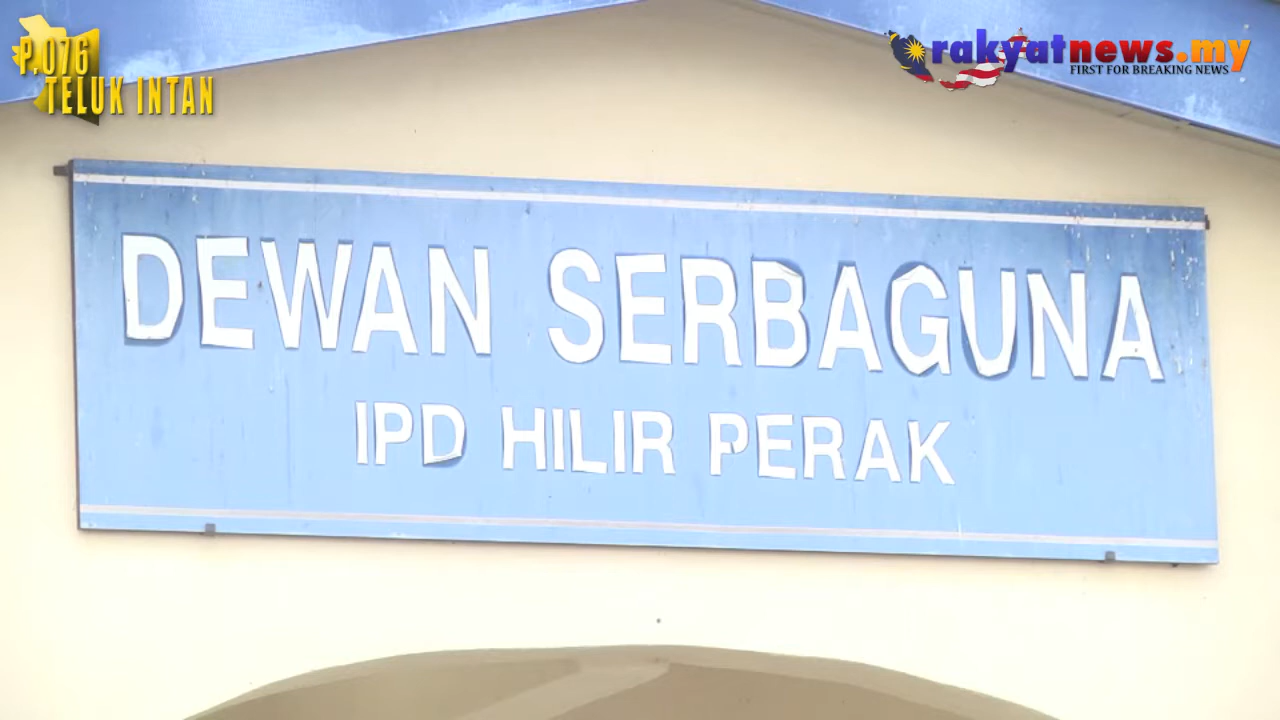 P.076
TELUK INTAN
rakyatnews.my
FIRST FOR BREAKING NEWS
DEWAN SERBAGUNA
IPD HILIR PERAK